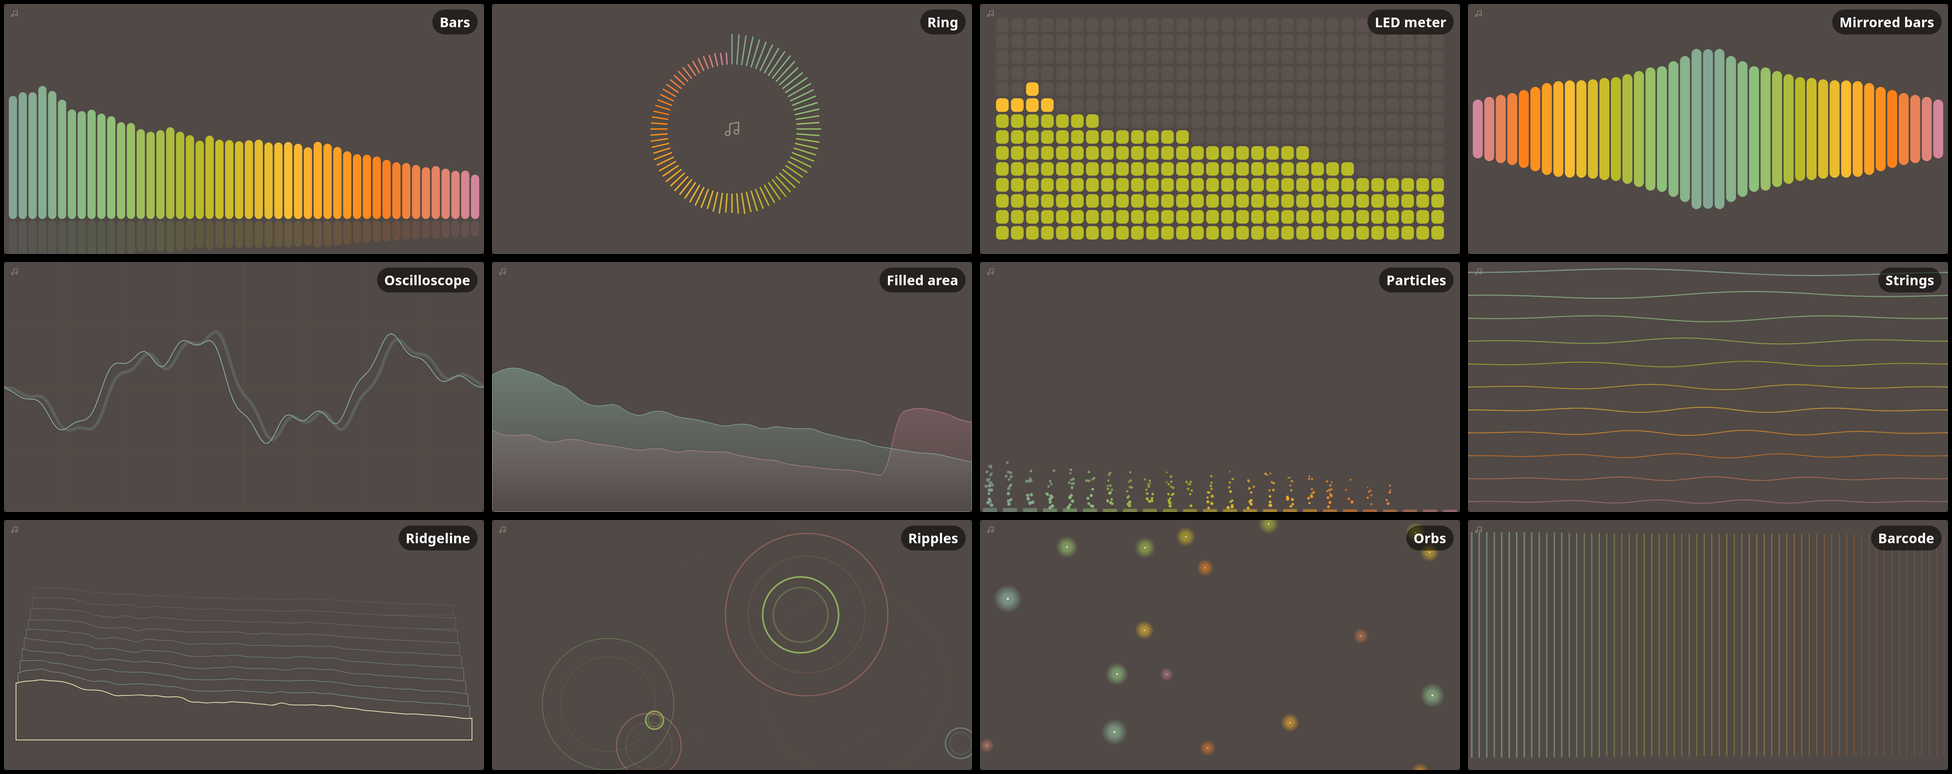 Bars
Ring
LED meter
Mirrored bars
Oscilloscope
Filled area
Particles
Strings
Ridgeline
Ripples
Orbs
Barcode